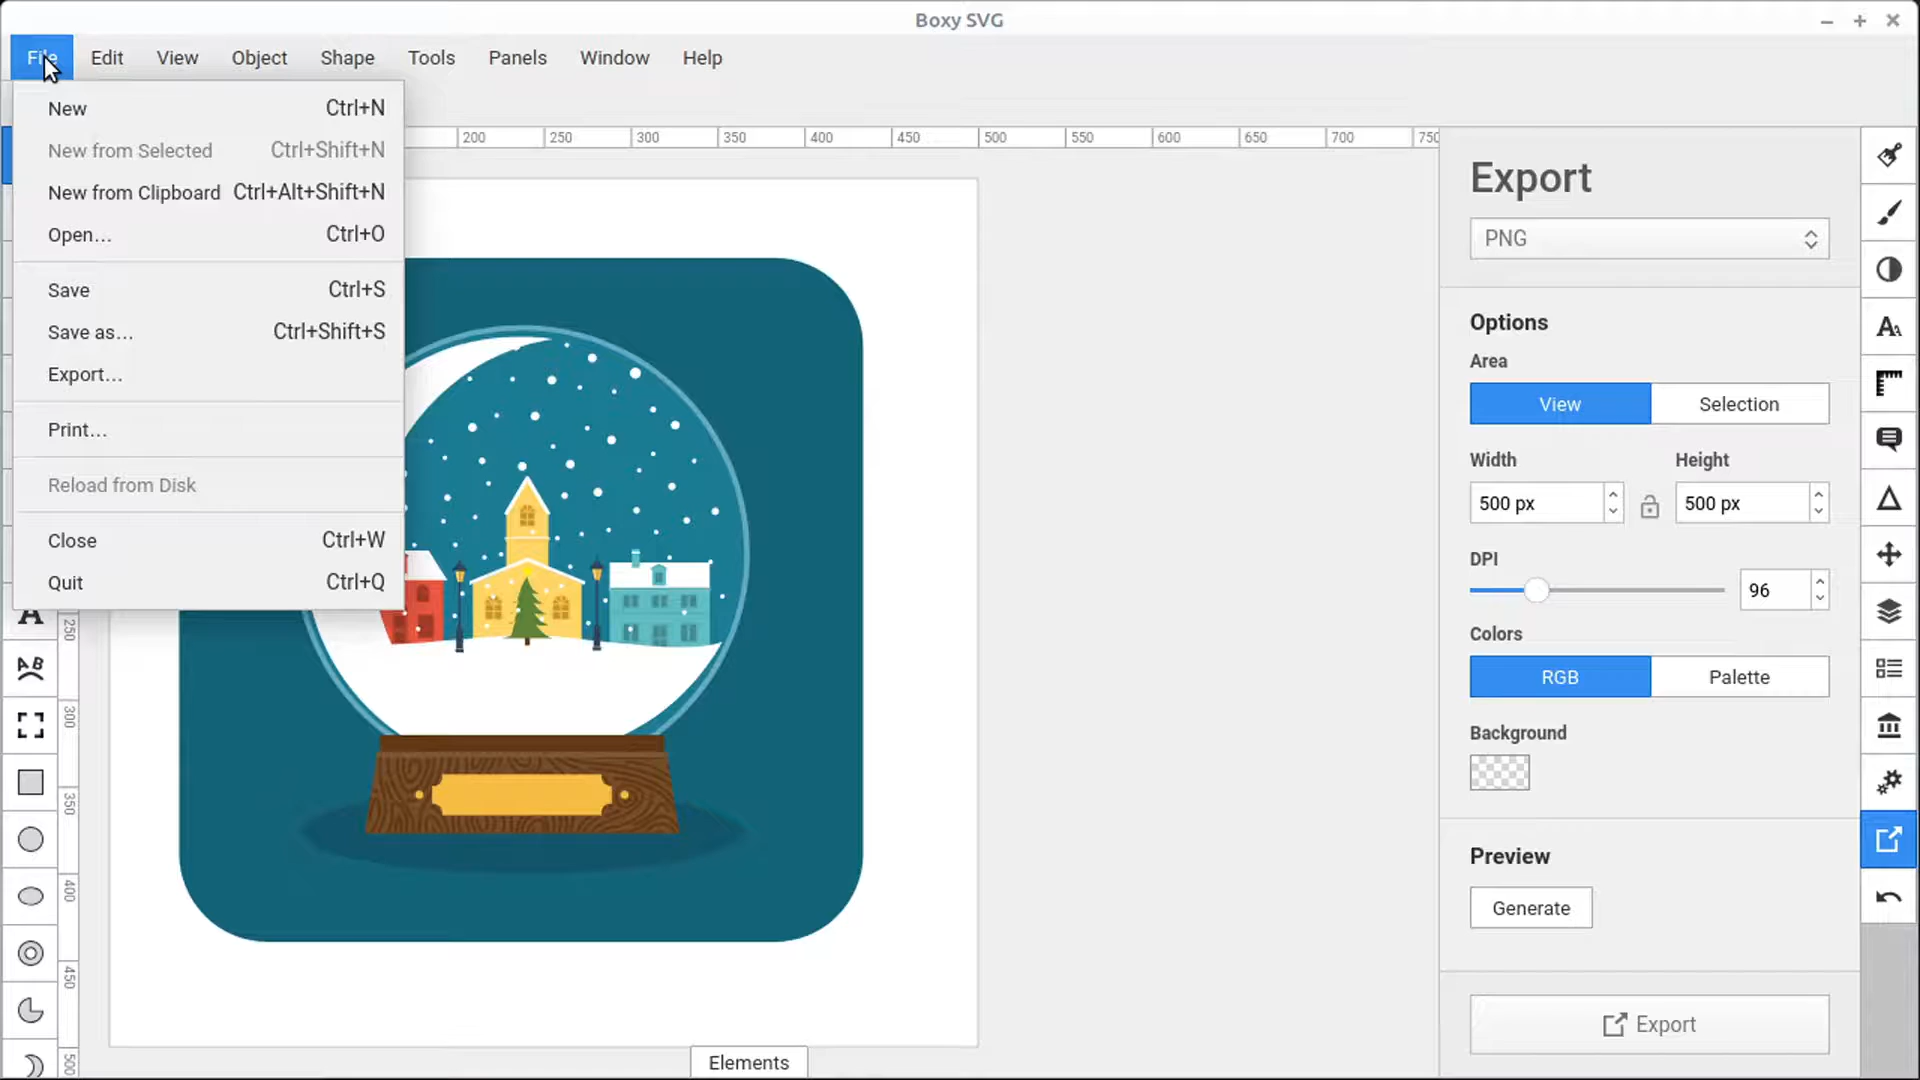 Boxy SVG
File Edit View Object Shape Tools Panels Window Help
New Ctrl+N
New from Selected Ctrl+Shift+N
New from Clipboard Ctrl+Alt+Shift+N
Open... Ctrl+O
Save Ctrl+S
Save as... Ctrl+Shift+S
Export...
Print...
Reload from Disk
Close Ctrl+W
Quit Ctrl+Q
200 250 300 350 400 450 500 550 600 650 700 750
250
300
350
400
450
500
A
AB
Elements
Export
PNG
Options
Area
View Selection
Width Height
500 px 500 px
DPI
96
Colors
RGB Palette
Background
Preview
Generate
Export
AA